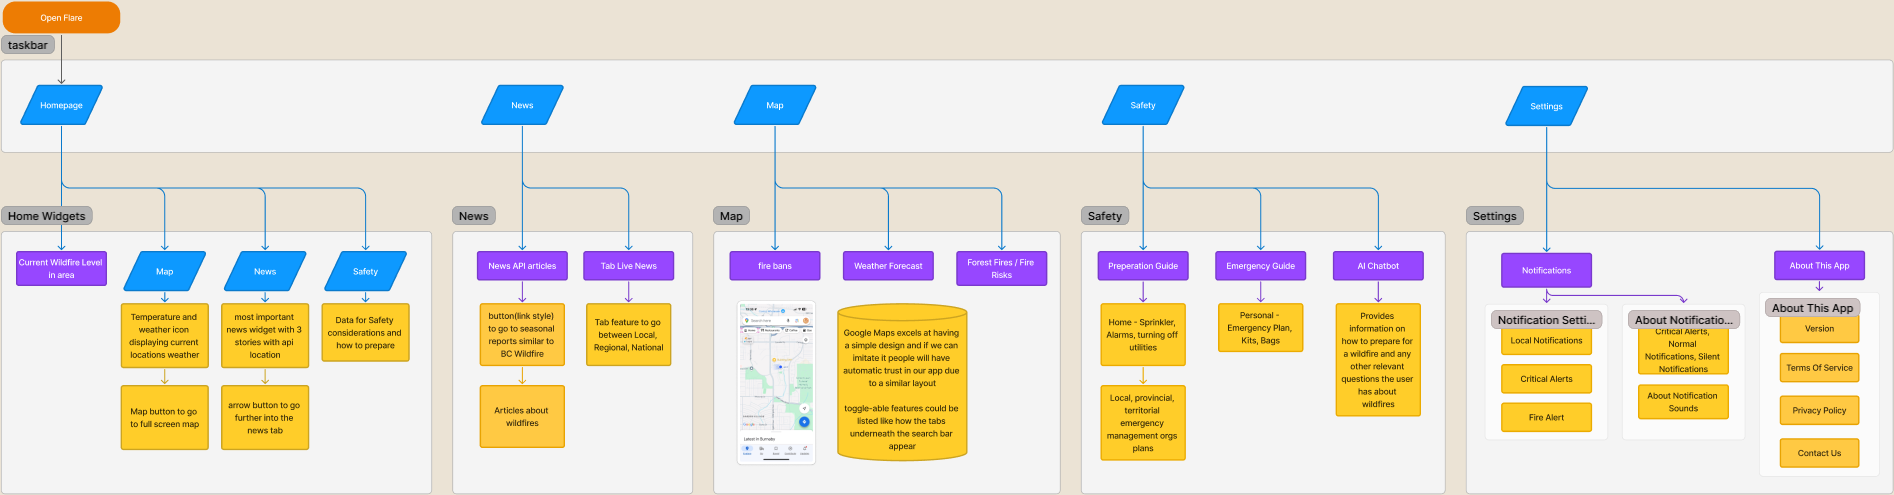 Open Flare
taskbar
Homepage
News
Map
Safety
Settings
Home Widgets
News
Map
Safety
Settings
Current Wildfire Level
in area
Map
News
Safety
Temperature and
weather icon
displaying current
locations weather
most important
news widget with 3
stories with api
location
Data for Safety
considerations and
how to prepare
Map button to go
to full screen map
arrow button to go
further into the
news tab
News API articles
Tab Live News
button(link style)
to go to seasonal
reports similar to
BC Wildfire
Tab feature to go
between Local,
Regional, National
Articles about
wildfires
fire bans
Weather Forecast
Forest Fires / Fire
Risks
Latest in Burnaby
Google Maps excels at having
a simple design and if we can
imitate it people will have
automatic trust in our app due
to a similar layout
toggle-able features could be
listed like how the tabs
underneath the search bar
appear
Preperation Guide
Emergency Guide
AI Chatbot
Home - Sprinkler,
Alarms, turning off
utilities
Personal -
Emergency Plan,
Kits, Bags
Provides
information on
how to prepare for
a wildfire and any
other relevant
questions the user
has about
wildfires
Local, provincial,
territorial
emergency
management orgs
plans
Notifications
About This App
Notification Setti...
Local Notifications
Critical Alerts
Fire Alert
About Notificatio...
Critical Alerts,
Normal
Notifications, Silent
Notifications
About Notification
Sounds
About This App
Version
Terms Of Service
Privacy Policy
Contact Us